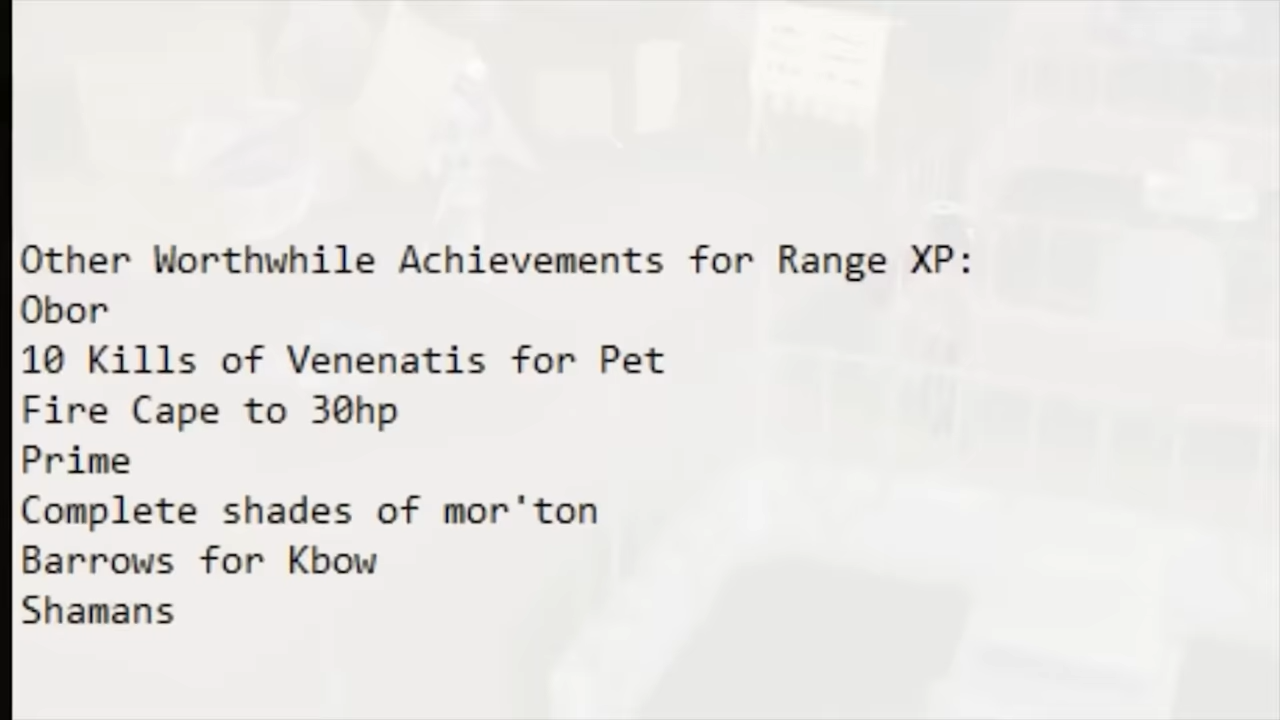 Other Worthwhile Achievements for Range XP:
Obor
10 Kills of Venenatis for Pet
Fire Cape to 30hp
Prime
Complete shades of mor'ton
Barrows for Kbow
Shamans